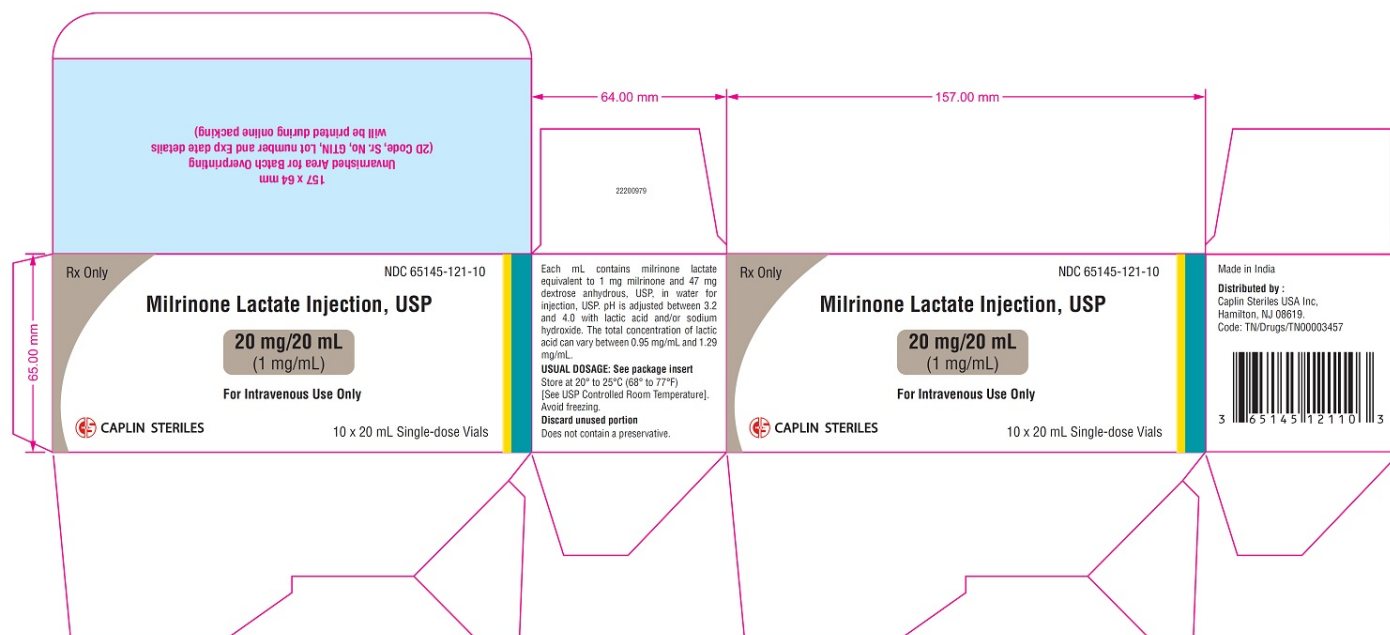 157 x 64 mm
Unvarnished Area for Batch Overprinting
(2D Code, Sr. No, GTIN, Lot number and Exp date details
will be printed during online packing)
64.00 mm
157.00 mm
22200979
65.00 mm
Rx Only
NDC 65145-121-10
Milrinone Lactate Injection, USP
20 mg/20 mL
(1 mg/mL)
For Intravenous Use Only
CAPLIN STERILES
10 x 20 mL Single-dose Vials
Each mL contains milrinone lactate
equivalent to 1 mg milrinone and 47 mg
dextrose anhydrous, USP, in water for
injection, USP. pH is adjusted between 3.2
and 4.0 with lactic acid and/or sodium
hydroxide. The total concentration of lactic
acid can vary between 0.95 mg/mL and 1.29
mg/mL.
USUAL DOSAGE: See package insert
Store at 20° to 25°C (68° to 77°F)
[See USP Controlled Room Temperature].
Avoid freezing.
Discard unused portion
Does not contain a preservative.
Rx Only
NDC 65145-121-10
Milrinone Lactate Injection, USP
20 mg/20 mL
(1 mg/mL)
For Intravenous Use Only
CAPLIN STERILES
10 x 20 mL Single-dose Vials
Made in India
Distributed by :
Caplin Steriles USA Inc,
Hamilton, NJ 08619.
Code: TN/Drugs/TN00003457
3 65145 12110 3